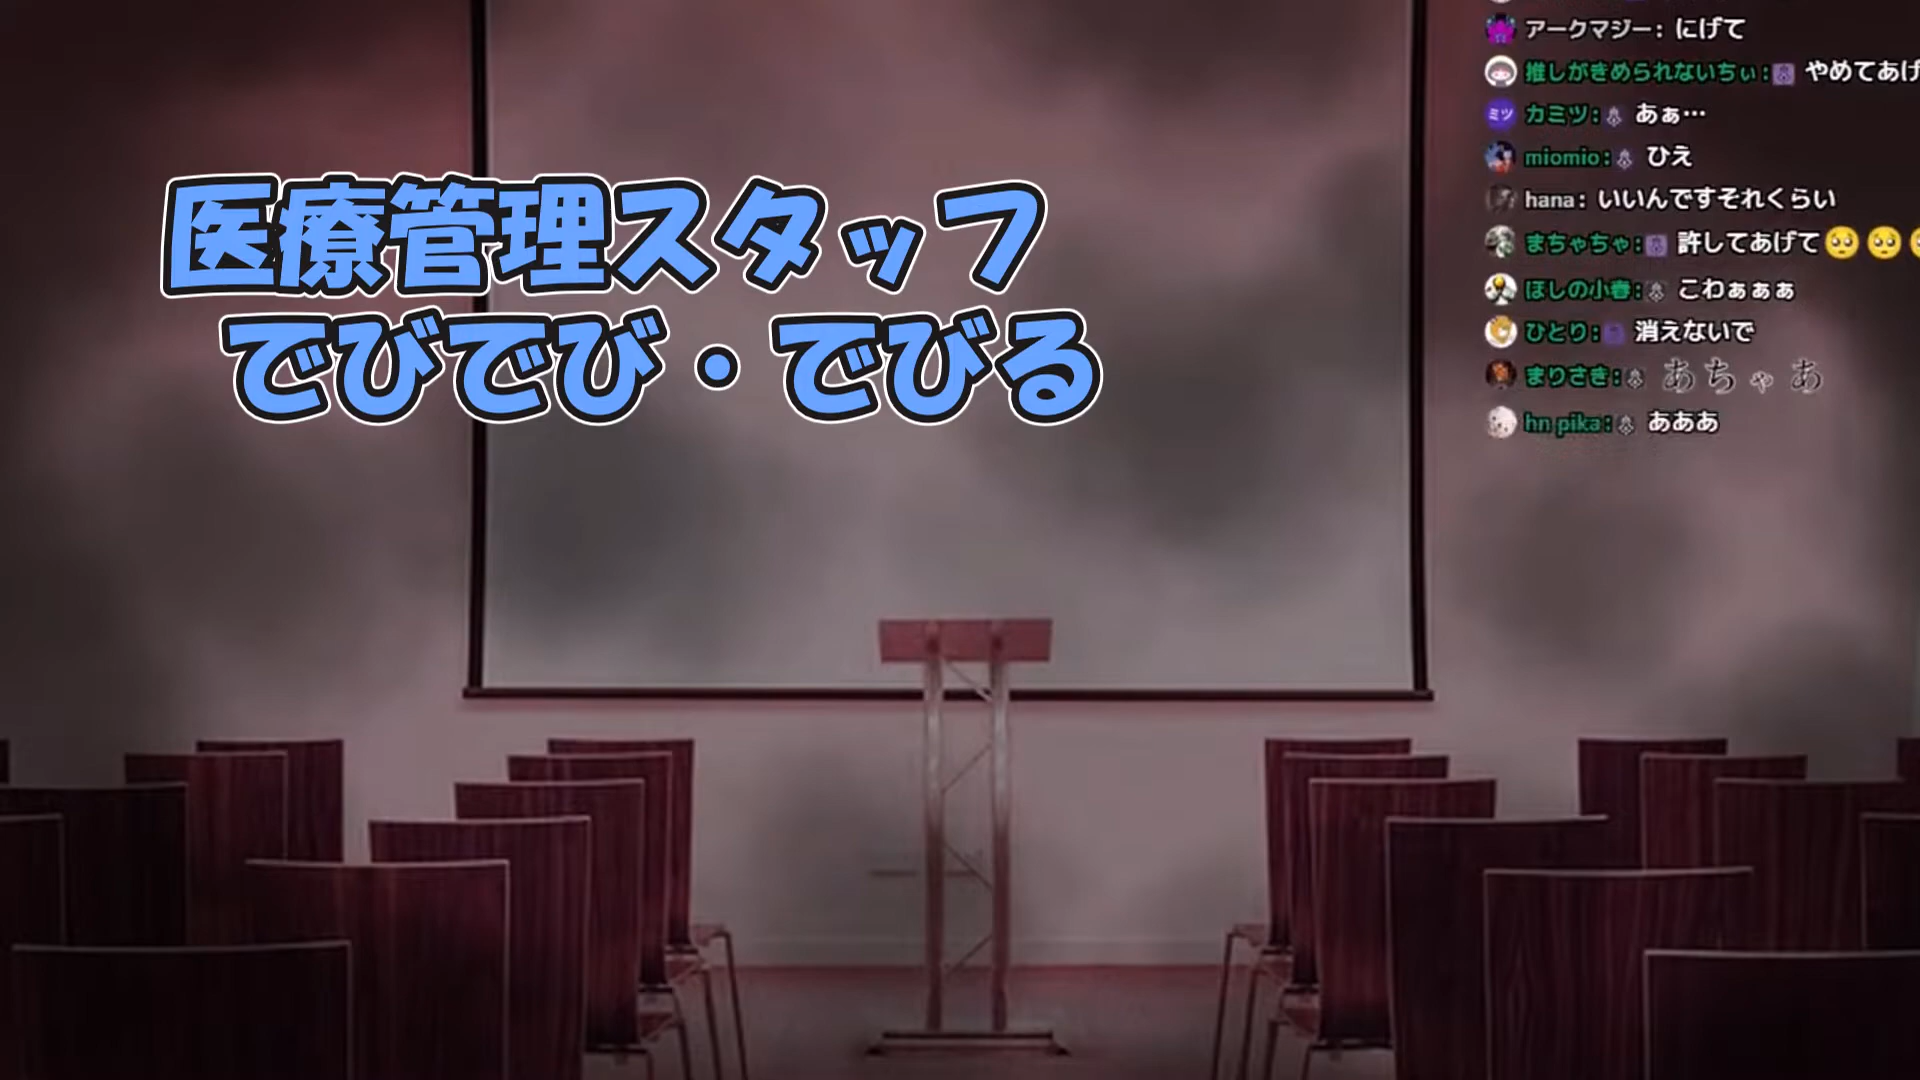 医療管理スタッフ
でびでび・でびる
アークマジー: にげて
推しがきめられないちぃ: やめてあげ
ミツ カミツ: あぁ…
miomio: ひえ
hana: いいんですそれくらい
まちゃちゃ: 許してあげて🥺🥺
ほしの小春: こわぁぁぁ
ひとり: 消えないで
まりさき: あちゃあ
hn pika: あああ